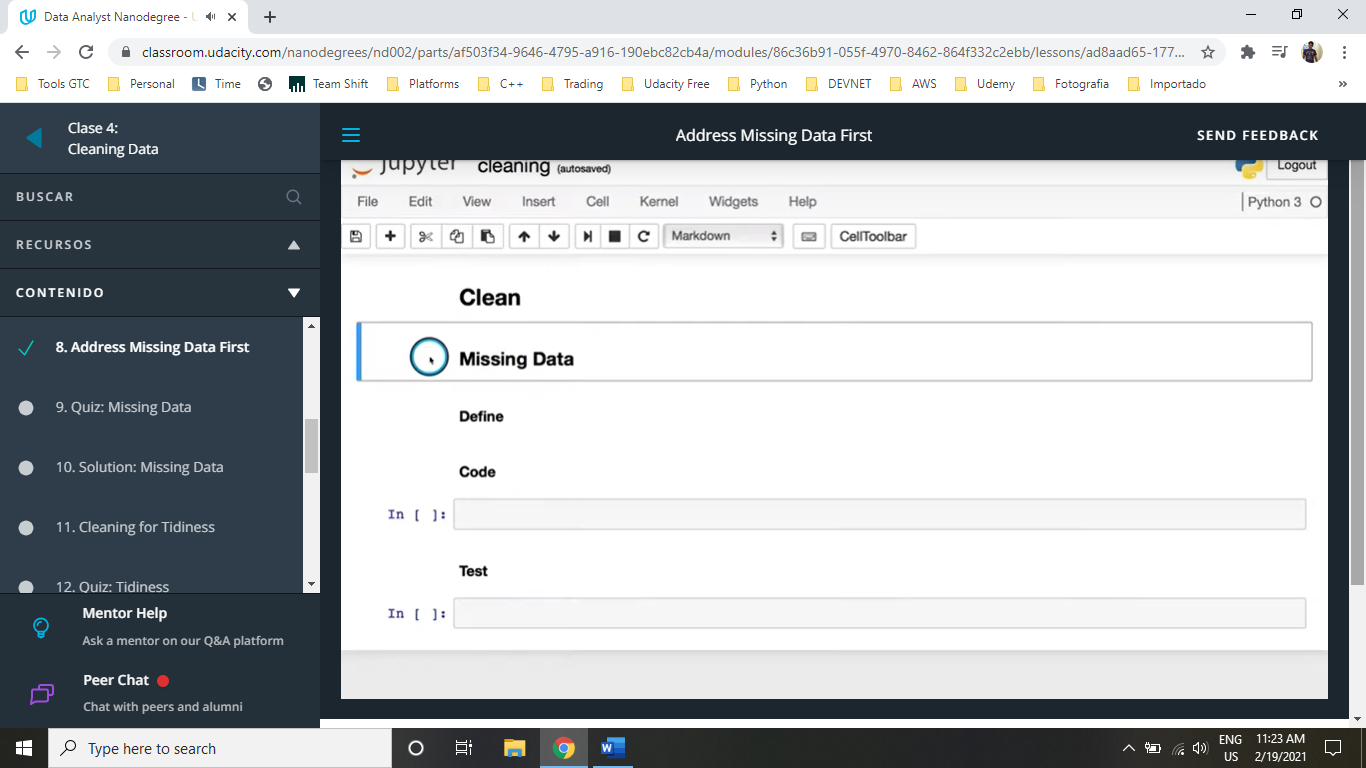 Data Analyst Nanodegree - U
classroom.udacity.com/nanodegrees/nd002/parts/af503f34-9646-4795-a916-190ebc82cb4a/modules/86c36b91-055f-4970-8462-864f332c2ebb/lessons/ad8aad65-177...
Tools GTC Personal Time Team Shift Platforms C++ Trading Udacity Free Python DEVNET AWS Udemy Fotografia Importado »
Clase 4:
Cleaning Data
Address Missing Data First
SEND FEEDBACK
BUSCAR
RECURSOS
CONTENIDO
8. Address Missing Data First
9. Quiz: Missing Data
10. Solution: Missing Data
11. Cleaning for Tidiness
12. Quiz: Tidiness
Mentor Help
Ask a mentor on our Q&A platform
Peer Chat
Chat with peers and alumni
jupyter cleaning (autosaved)
Logout
File Edit View Insert Cell Kernel Widgets Help
Python 3
Markdown
CellToolbar
Clean
Missing Data
Define
Code
In [ ]:
Test
In [ ]:
Type here to search
W
ENG
US
11:23 AM
2/19/2021